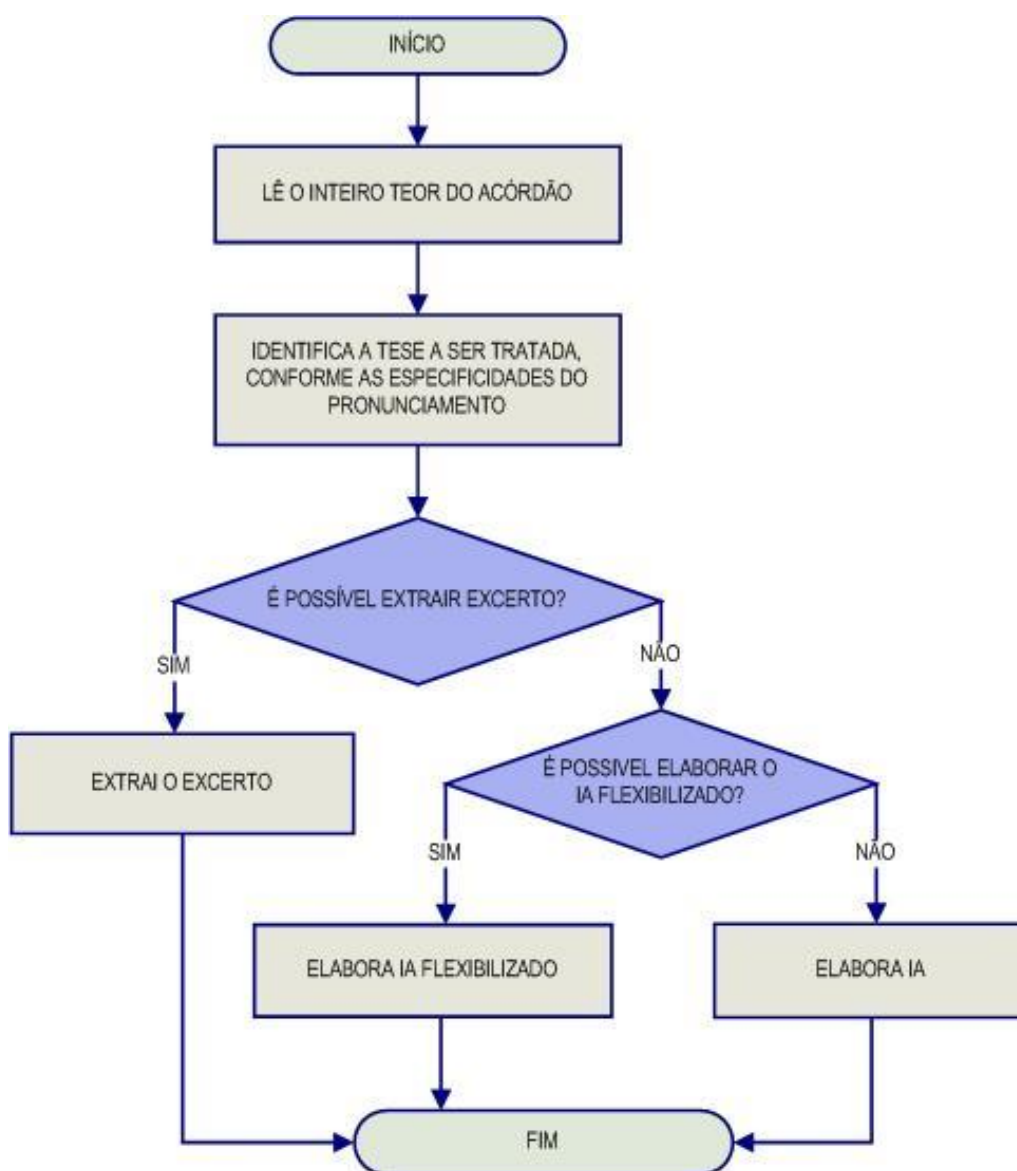 INÍCIO
LÊ O INTEIRO TEOR DO ACÓRDÃO
IDENTIFICA A TESE A SER TRATADA,
CONFORME AS ESPECIFICIDADES DO
PRONUNCIAMENTO
É POSSÍVEL EXTRAIR EXCERTO?
SIM
NÃO
EXTRAI O EXCERTO
É POSSIVEL ELABORAR O
IA FLEXIBILIZADO?
SIM
NÃO
ELABORA IA FLEXIBILIZADO
ELABORA IA
FIM